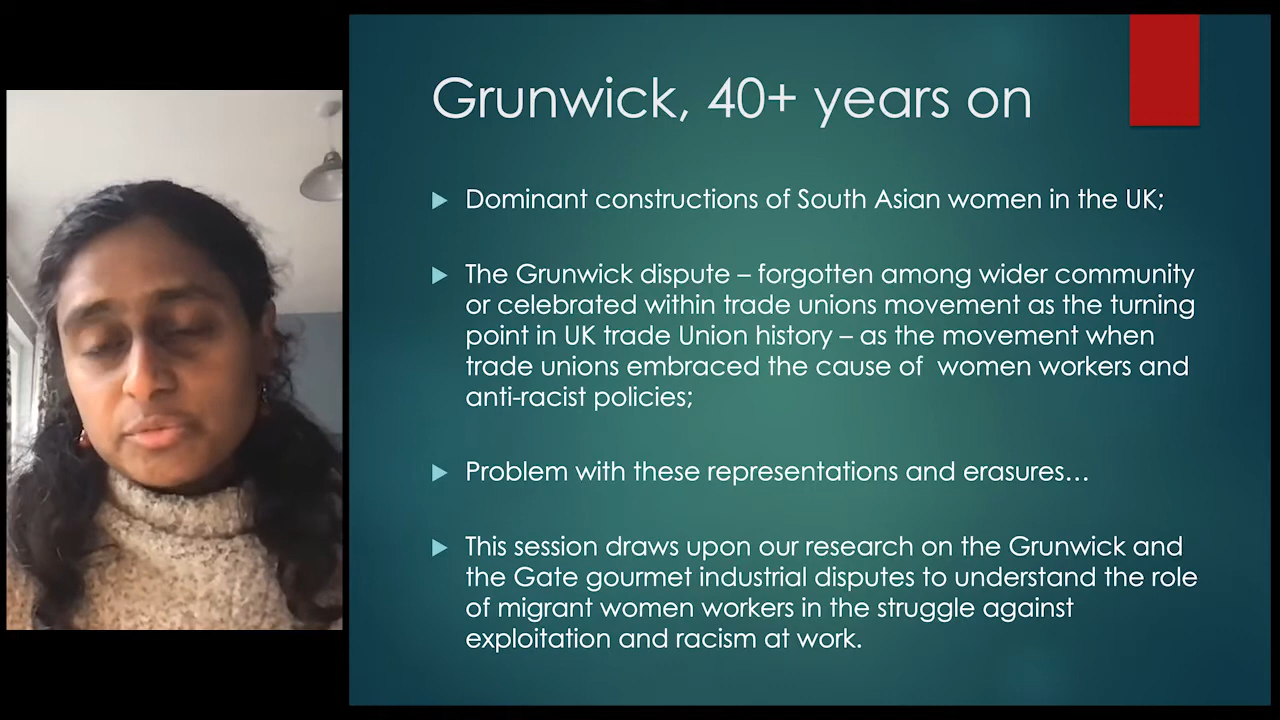 Grunwick, 40+ years on
Dominant constructions of South Asian women in the UK;
The Grunwick dispute – forgotten among wider community
or celebrated within trade unions movement as the turning
point in UK trade Union history – as the movement when
trade unions embraced the cause of  women workers and
anti-racist policies;
Problem with these representations and erasures…
This session draws upon our research on the Grunwick and
the Gate gourmet industrial disputes to understand the role
of migrant women workers in the struggle against
exploitation and racism at work.